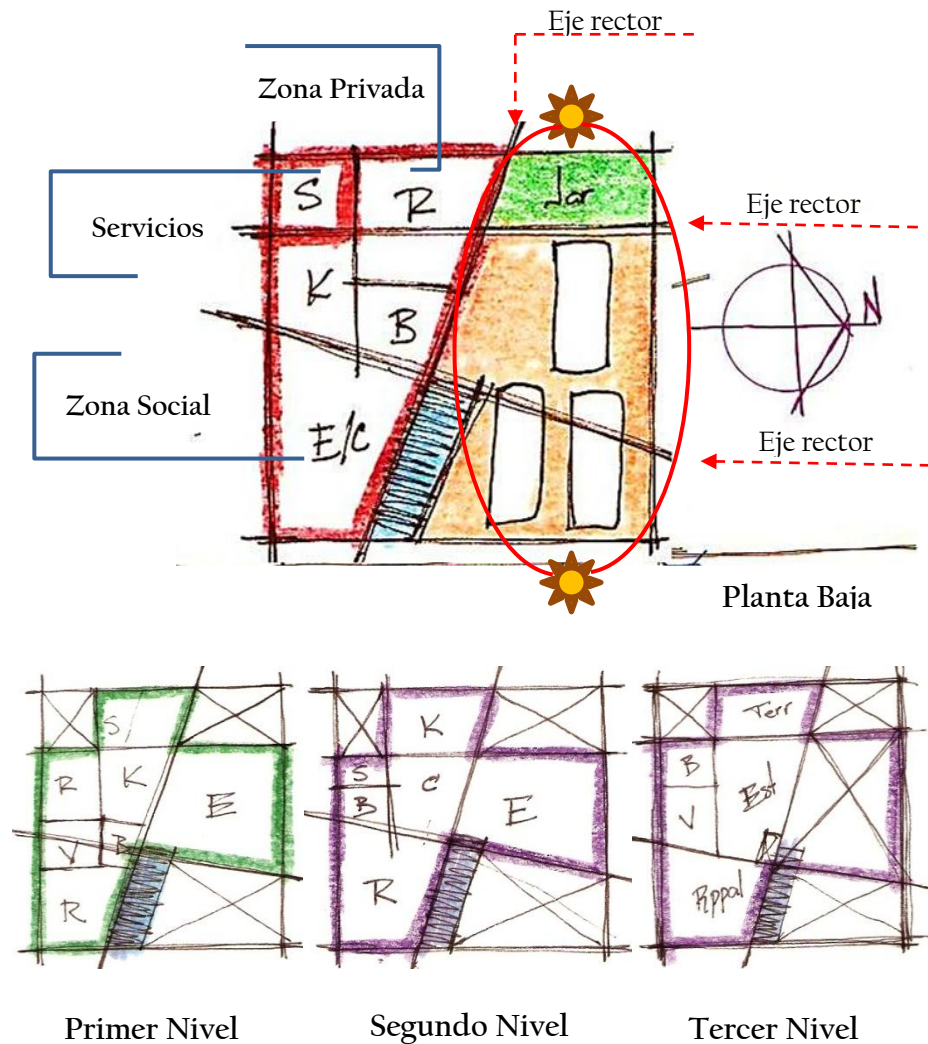 Eje rector
Zona Privada
S
R
Jar
Eje rector
Servicios
K
B
N
Zona Social
E/C
Eje rector
Planta Baja
S
R
K
E
V
B
R
K
S
C
B
E
R
Terr
B
Est
V
Rppal
Primer Nivel
Segundo Nivel
Tercer Nivel